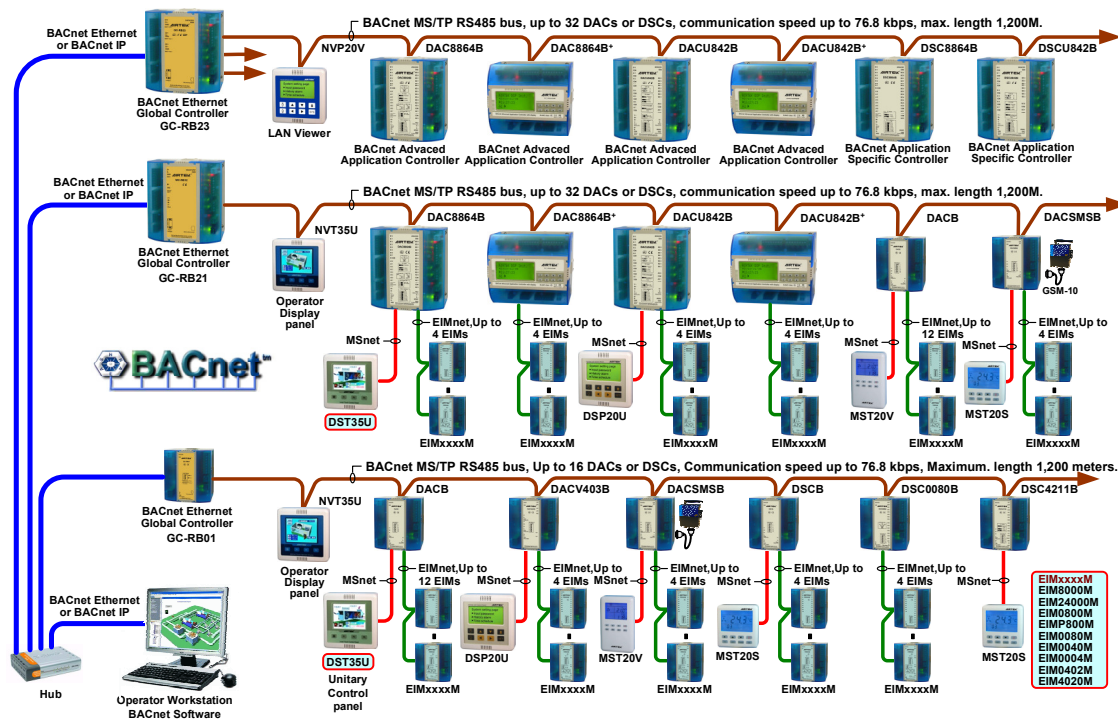 BACnet MS/TP RS485 bus, up to 32 DACs or DSCs, communication speed up to 76.8 kbps, max. length 1,200M.
BACnet Ethernet
or BACnet IP
NVP20V
DAC8864B
DAC8864B+
DACU842B
DACU842B+
DSC8864B
DSCU842B
BACnet Ethernet
Global Controller
GC-RB23
LAN Viewer
BACnet Advaced
Application Controller
BACnet Advaced
Application Controller
BACnet Advaced
Application Controller
BACnet Advaced
Application Controller
BACnet Application
Specific Controller
BACnet Application
Specific Controller
BACnet Ethernet
or BACnet IP
BACnet MS/TP RS485 bus, up to 32 DACs or DSCs, communication speed up to 76.8 kbps, max. length 1,200M.
NVT35U
DAC8864B
DAC8864B+
DACU842B
DACU842B+
DACB
DACSMSB
BACnet Ethernet
Global Controller
GC-RB21
Operator
Display
panel
GSM-10
MSnet
EIMnet,Up to
4 EIMs
EIMnet,Up to
4 EIMs
MSnet
EIMnet,Up to
4 EIMs
EIMnet,Up to
4 EIMs
MSnet
EIMnet,Up to
12 EIMs
MSnet
EIMnet,Up to
4 EIMs
BACnet tm
DST35U
DSP20U
MST20V
MST20S
EIMxxxxM
EIMxxxxM
EIMxxxxM
EIMxxxxM
EIMxxxxM
EIMxxxxM
BACnet MS/TP RS485 bus, Up to 16 DACs or DSCs, Communication speed up to 76.8 kbps, Maximum. length 1,200 meters.
NVT35U
DACB
DACV403B
DACSMSB
DSCB
DSC0080B
DSC4211B
BACnet Ethernet
Global Controller
GC-RB01
Operator
Display
panel
MSnet
EIMnet,Up to
12 EIMs
MSnet
EIMnet,Up to
4 EIMs
MSnet
EIMnet,Up to
4 EIMs
MSnet
EIMnet,Up to
4 EIMs
EIMnet,Up to
4 EIMs
MSnet
BACnet Ethernet
or BACnet IP
DST35U
Unitary
Control
panel
DSP20U
MST20V
MST20S
MST20S
EIMxxxxM
EIMxxxxM
EIMxxxxM
EIMxxxxM
EIMxxxxM
EIMxxxxM
EIM8000M
EIM24000M
EIM0800M
EIMP800M
EIM0080M
EIM0040M
EIM0004M
EIM0402M
EIM4020M
Hub
Operator Workstation
BACnet Software